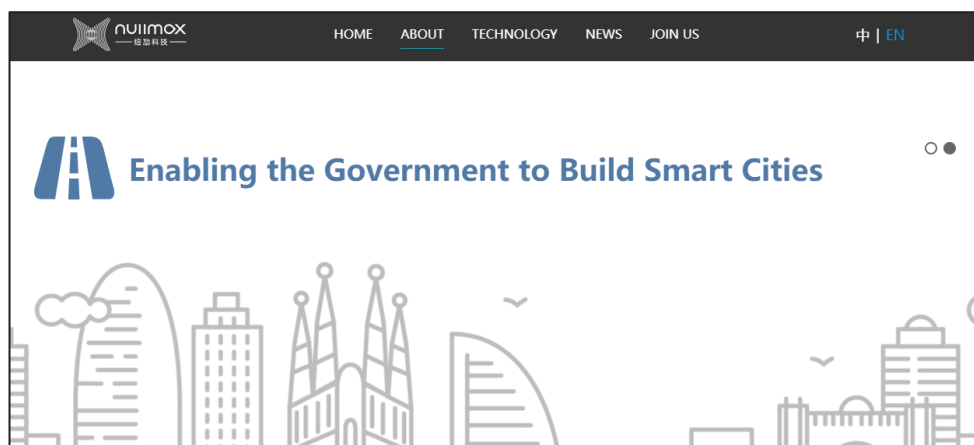 nullmax
纽劢科技
HOME ABOUT TECHNOLOGY NEWS JOIN US
中 | EN
Enabling the Government to Build Smart Cities